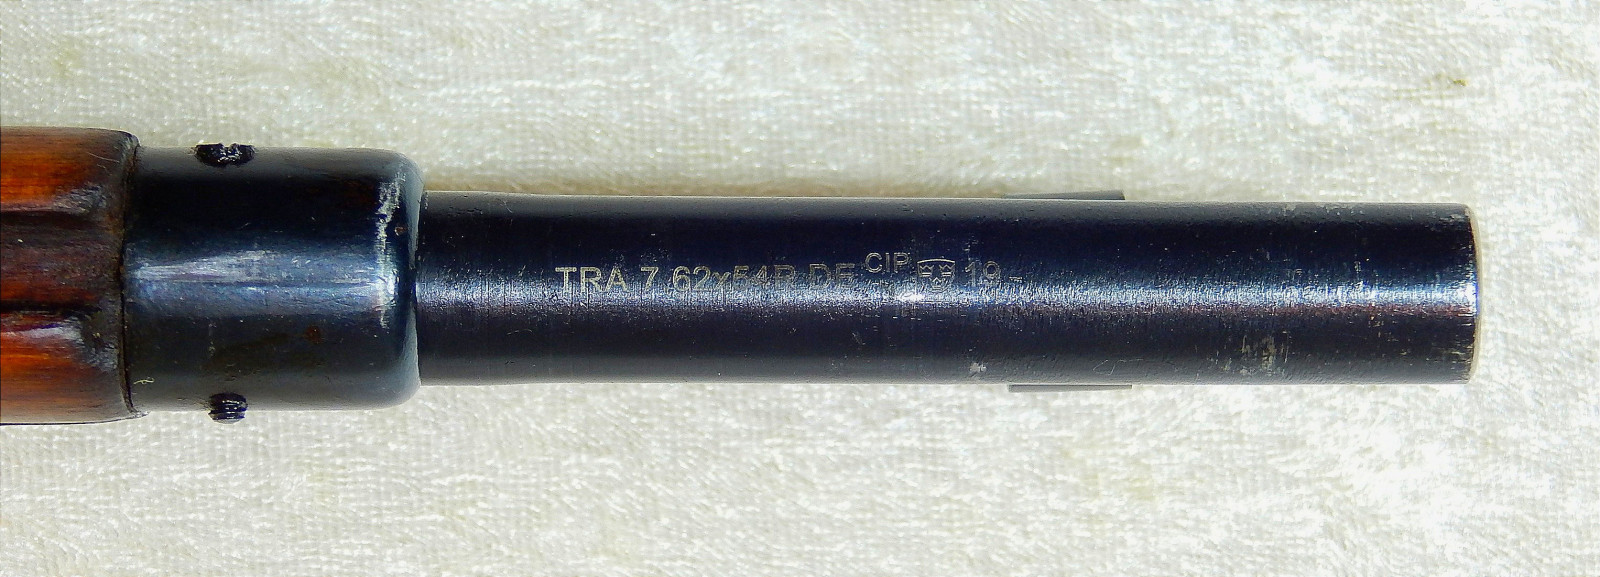 TRA 7.62x54R DE CIP 19